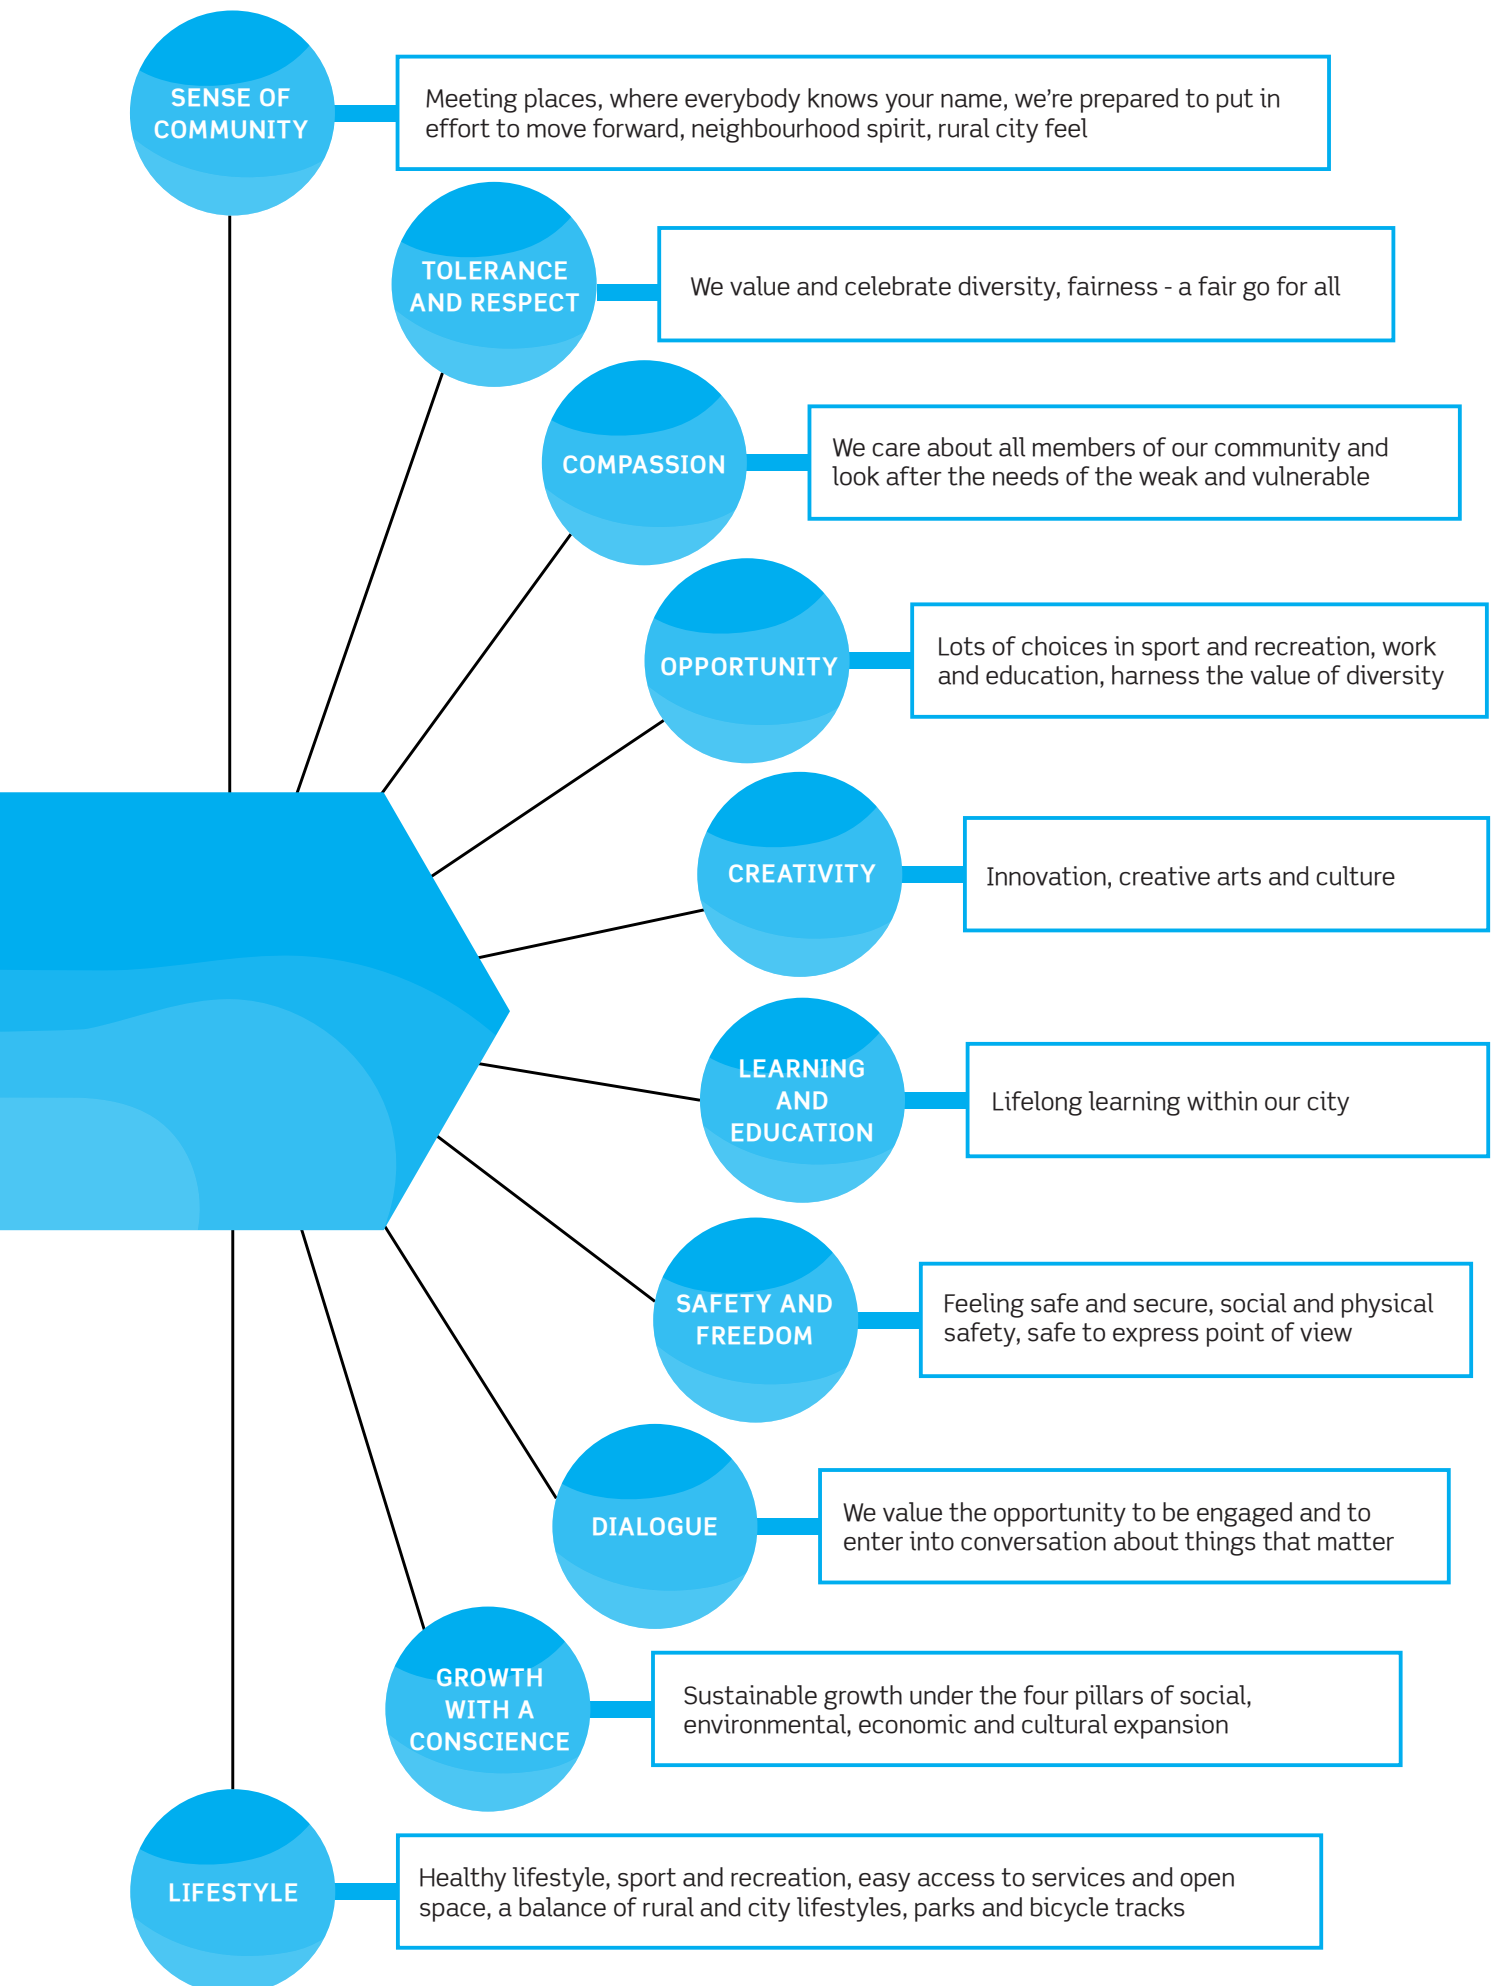 SENSE OF
COMMUNITY
Meeting places, where everybody knows your name, we’re prepared to put in
effort to move forward, neighbourhood spirit, rural city feel
TOLERANCE
AND RESPECT
We value and celebrate diversity, fairness - a fair go for all
COMPASSION
We care about all members of our community and
look after the needs of the weak and vulnerable
OPPORTUNITY
Lots of choices in sport and recreation, work
and education, harness the value of diversity
CREATIVITY
Innovation, creative arts and culture
LEARNING
AND
EDUCATION
Lifelong learning within our city
SAFETY AND
FREEDOM
Feeling safe and secure, social and physical
safety, safe to express point of view
DIALOGUE
We value the opportunity to be engaged and to
enter into conversation about things that matter
GROWTH
WITH A
CONSCIENCE
Sustainable growth under the four pillars of social,
environmental, economic and cultural expansion
LIFESTYLE
Healthy lifestyle, sport and recreation, easy access to services and open
space, a balance of rural and city lifestyles, parks and bicycle tracks